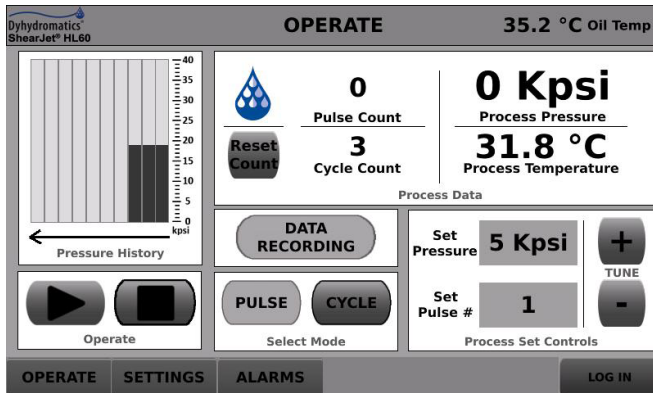 Dyhydromatics®
ShearJet® HL60
OPERATE
35.2 °C Oil Temp
40
35
30
25
20
15
10
5
0
kpsi
Pressure History
0
Pulse Count
0 Kpsi
Process Pressure
Reset
Count
3
Cycle Count
31.8 °C
Process Temperature
Process Data
DATA
RECORDING
Set
Pressure
5 Kpsi
+
TUNE
Set
Pulse #
1
-
Process Set Controls
Operate
PULSE
CYCLE
Select Mode
OPERATE
SETTINGS
ALARMS
LOG IN